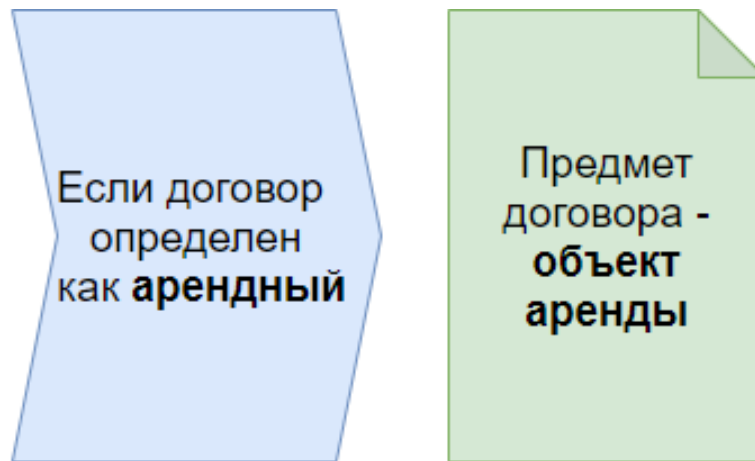 Если договор
определен
как арендный
Предмет
договора -
объект
аренды